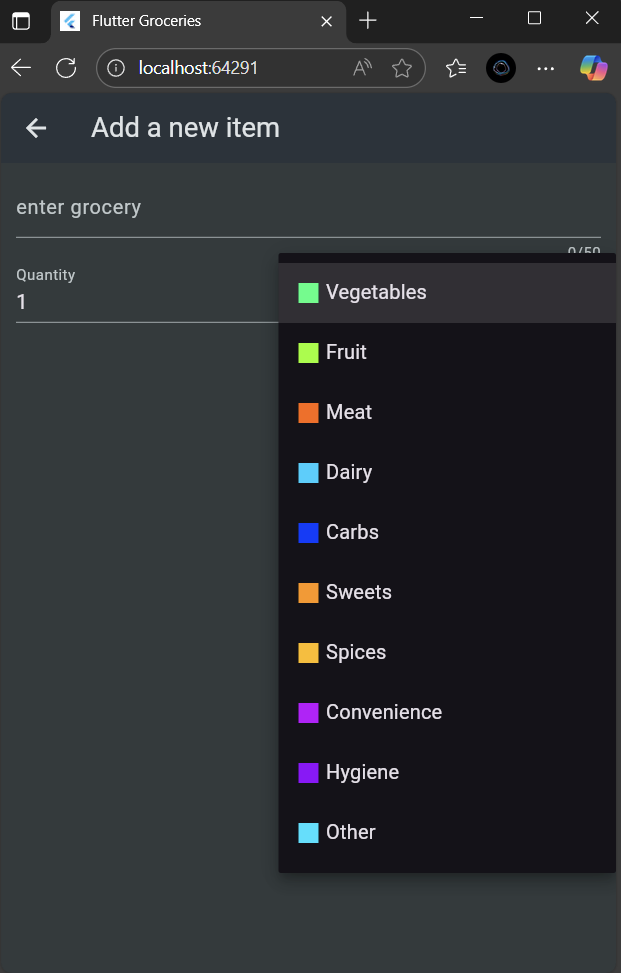 Flutter Groceries
localhost:64291
Add a new item
enter grocery
0/50
Quantity
1
Vegetables
Fruit
Meat
Dairy
Carbs
Sweets
Spices
Convenience
Hygiene
Other